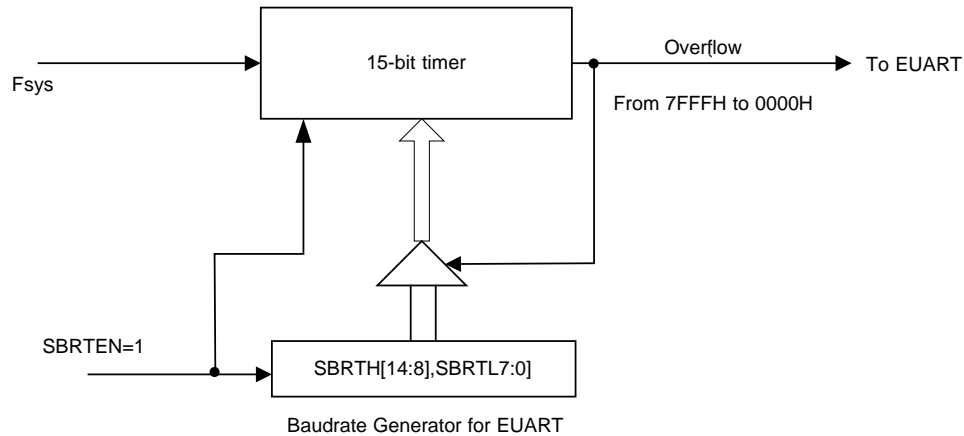 15-bit timer
Overflow
To EUART
Fsys
From 7FFFH to 0000H
SBRTEN=1
SBRTH[14:8],SBRTL7:0]
Baudrate Generator for EUART